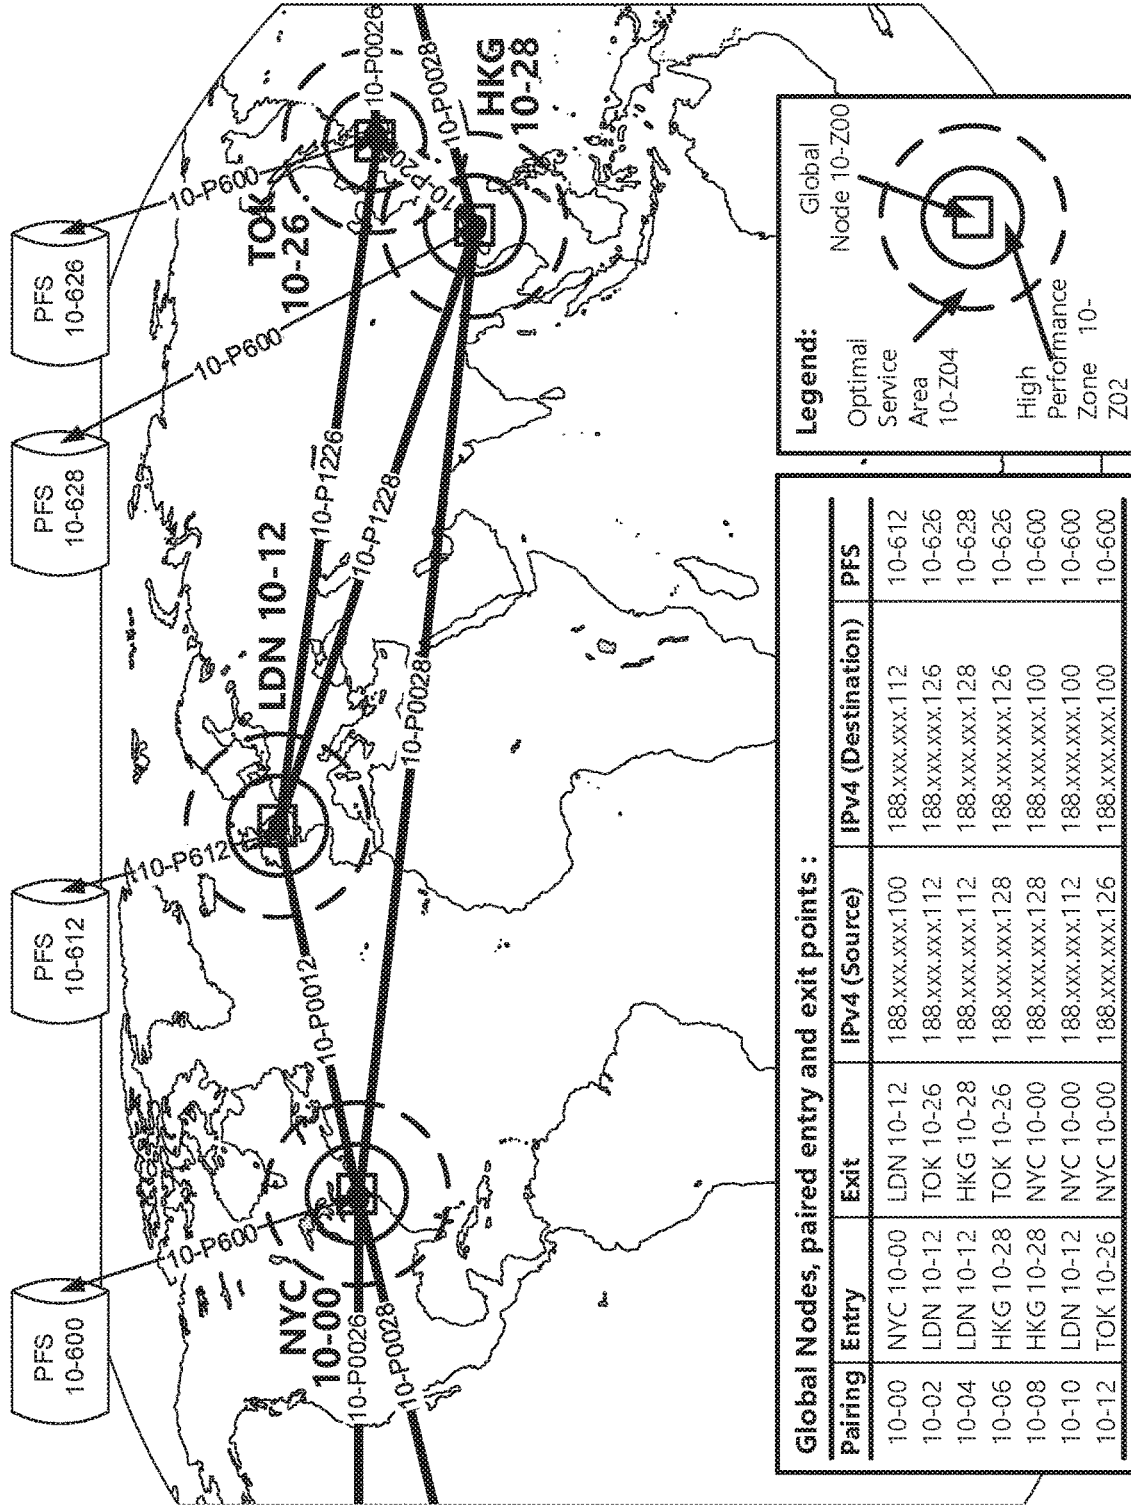 PFS
10-600
PFS
10-612
PFS
10-628
PFS
10-626
10-P600
10-P612
10-P600
10-P600
NYC
10-00
LDN 10-12
TOK
10-26
HKG
10-28
10-P0026
10-P0028
10-P0012
10-P0028
10-P1226
10-P1228
10-P20
10-P0026
10-P0028
Global Nodes, paired entry and exit points :
Pairing Entry Exit IPv4 (Source) IPv4 (Destination) PFS
10-00 NYC 10-00 LDN 10-12 188.xxx.xxx.100 188.xxx.xxx.112 10-612
10-02 LDN 10-12 TOK 10-26 188.xxx.xxx.112 188.xxx.xxx.126 10-626
10-04 LDN 10-12 HKG 10-28 188.xxx.xxx.112 188.xxx.xxx.128 10-628
10-06 HKG 10-28 TOK 10-26 188.xxx.xxx.128 188.xxx.xxx.126 10-626
10-08 HKG 10-28 NYC 10-00 188.xxx.xxx.128 188.xxx.xxx.100 10-600
10-10 LDN 10-12 NYC 10-00 188.xxx.xxx.112 188.xxx.xxx.100 10-600
10-12 TOK 10-26 NYC 10-00 188.xxx.xxx.126 188.xxx.xxx.100 10-600
Legend:
Optimal
Service
Area
10-Z04
Global
Node 10-Z00
High
Performance
Zone 10-
Z02